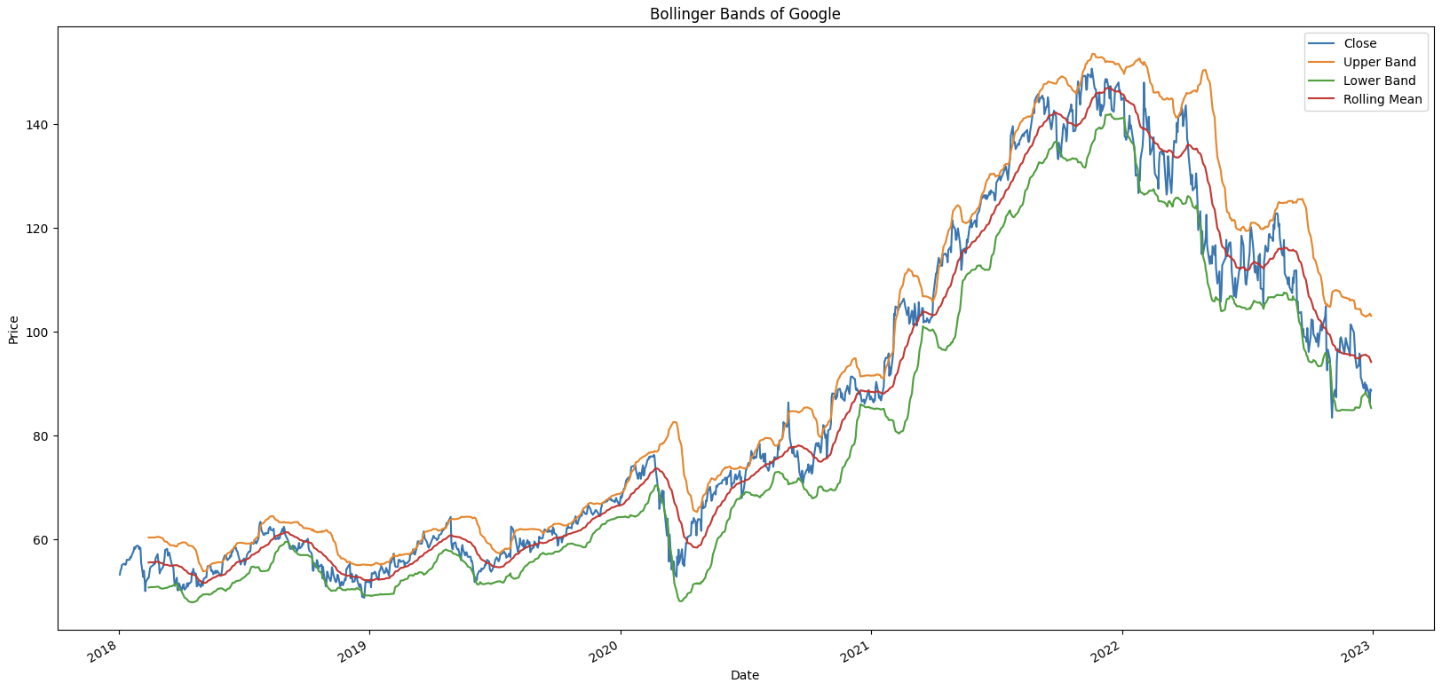 Bollinger Bands of Google
Close
Upper Band
Lower Band
Rolling Mean
Price
140
120
100
80
60
2018
2019
2020
2021
2022
2023
Date